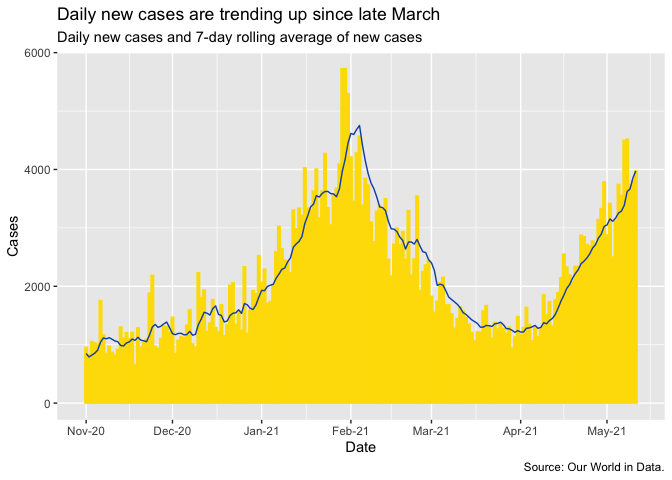 Daily new cases are trending up since late March
Daily new cases and 7-day rolling average of new cases
6000
4000
2000
0
Cases
Nov-20 Dec-20 Jan-21 Feb-21 Mar-21 Apr-21 May-21
Date
Source: Our World in Data.